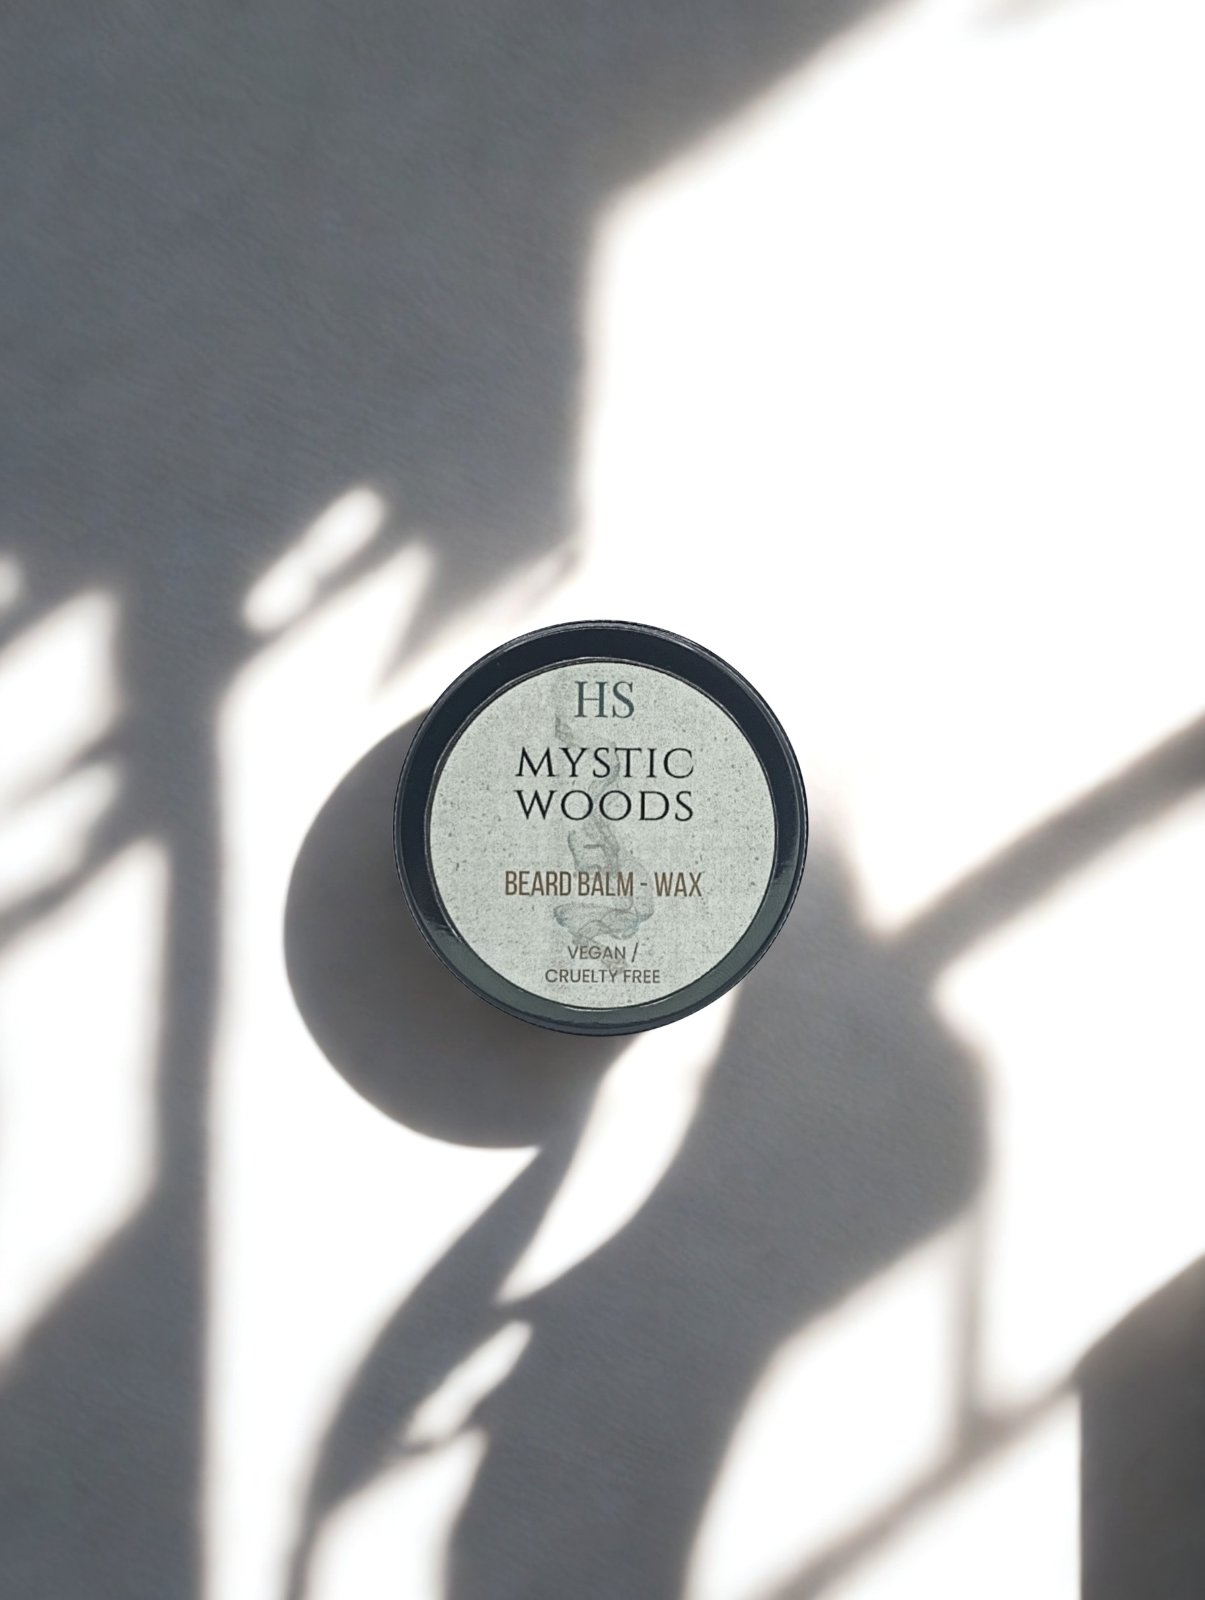 HS
MYSTIC
WOODS
BEARD BALM - WAX
VEGAN /
CRUELTY FREE